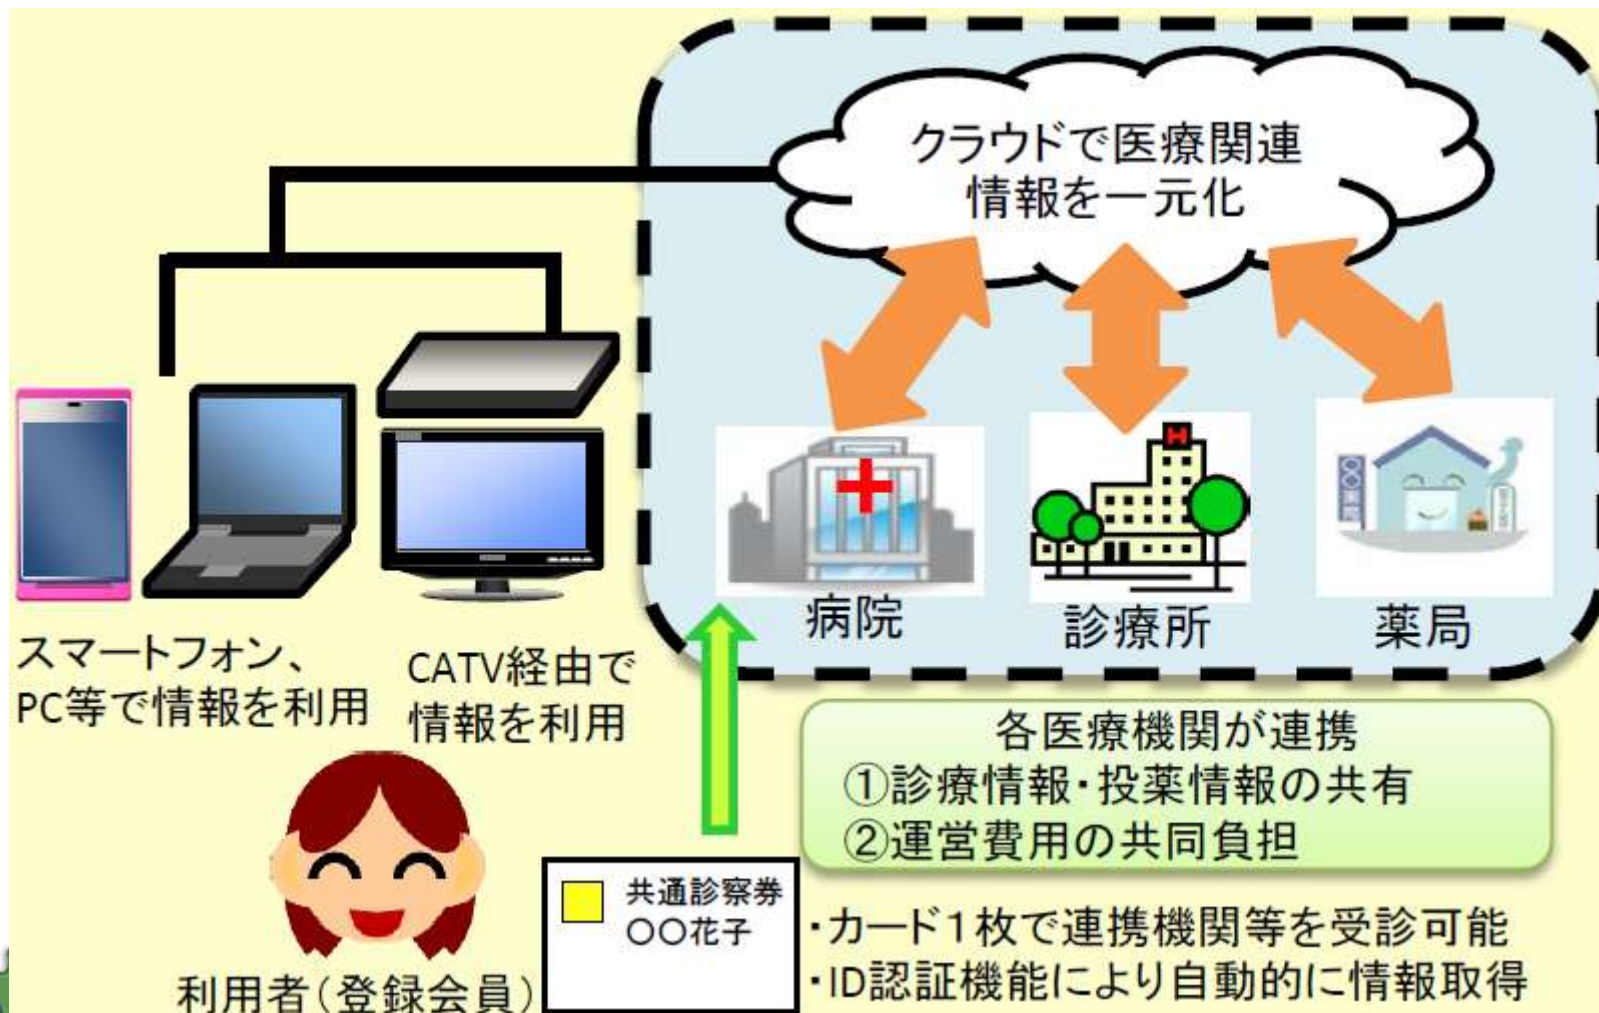 クラウドで医療関連
情報を一元化
病院
診療所
薬局
H
スマートフォン、
PC等で情報を利用
CATV経由で
情報を利用
各医療機関が連携
①診療情報・投薬情報の共有
②運営費用の共同負担
共通診察券
〇〇花子
・カード1枚で連携機関等を受診可能
・ID認証機能により自動的に情報取得
利用者(登録会員)